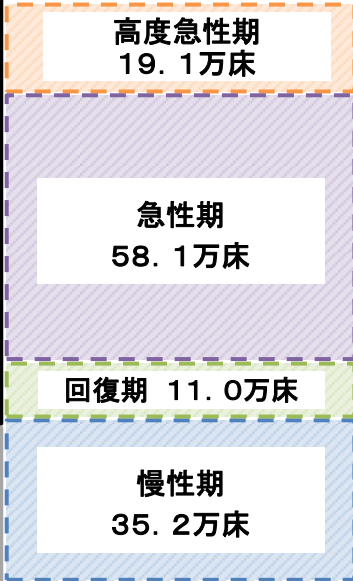 高度急性期
１９．１万床
急性期
５８．１万床
回復期　１１．０万床
慢性期
３５．２万床